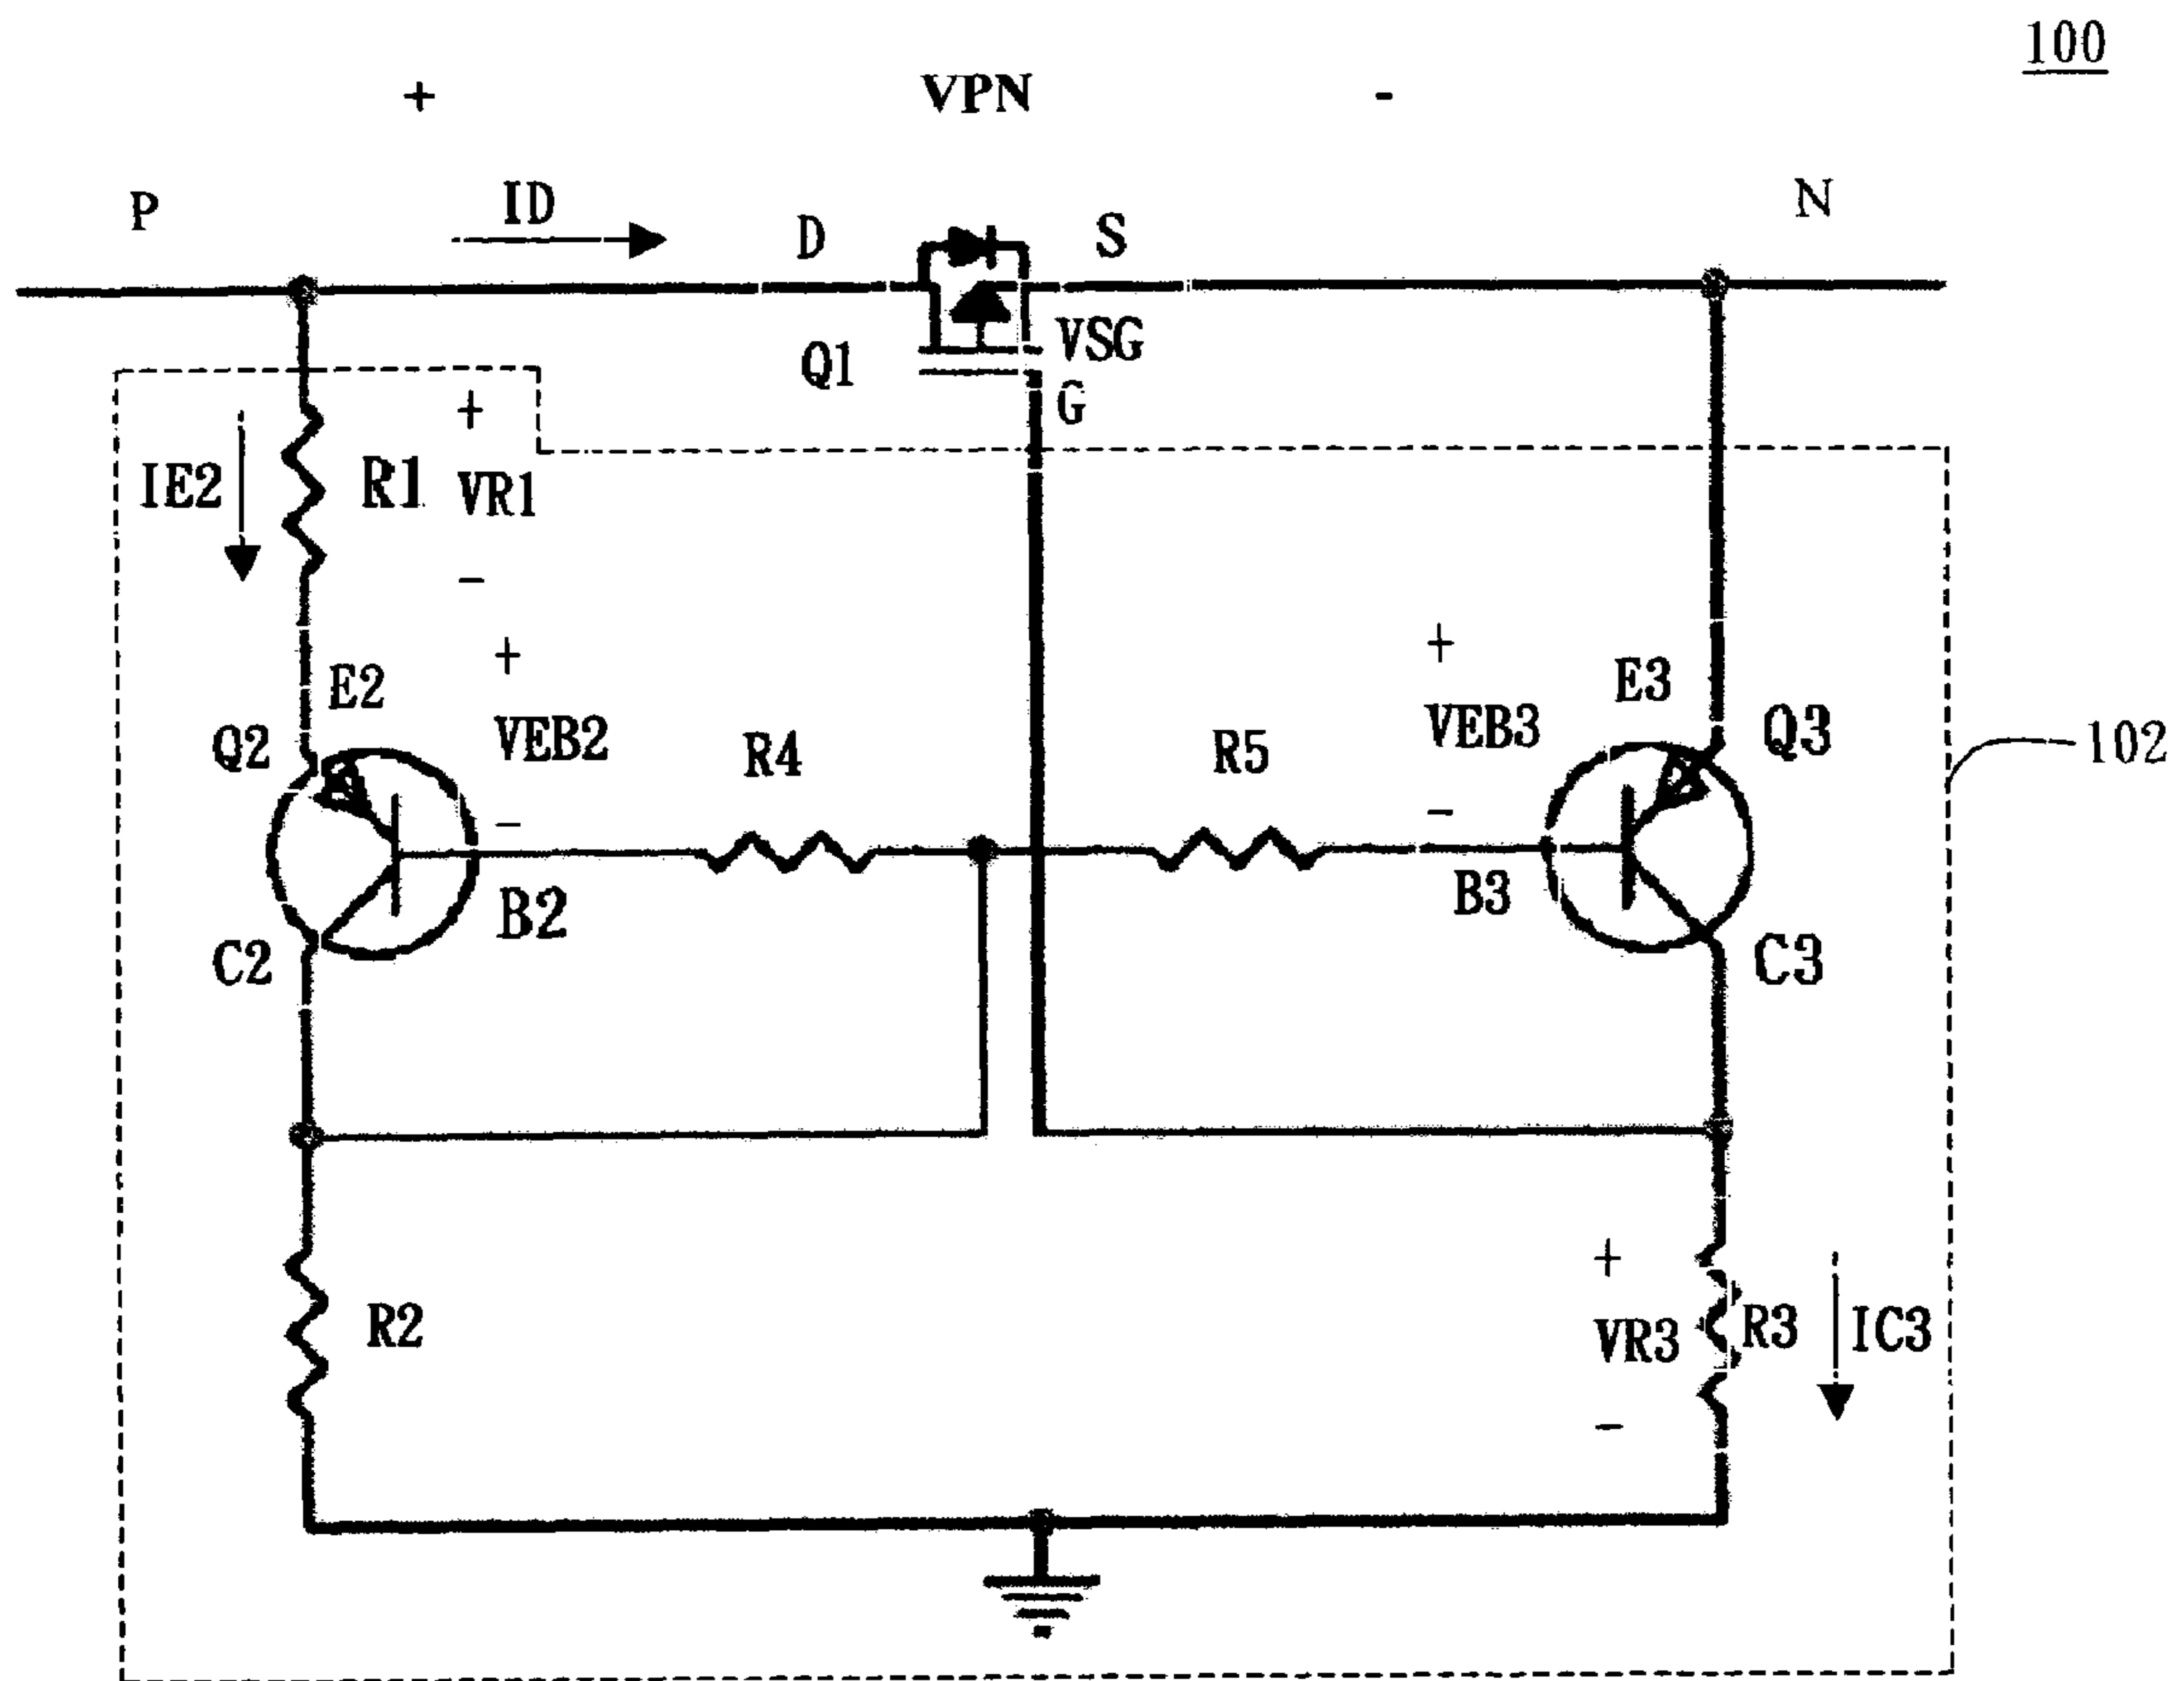 100
+ VPN -
P
ID
D
S
N
Q1
VSG
G
IE2
R1
+
VR1
-
E2
Q2
+
VEB2
-
R4
R5
+
VEB3
-
E3
Q3
102
B2
B3
C2
C3
R2
+
VR3
-
R3
IC3